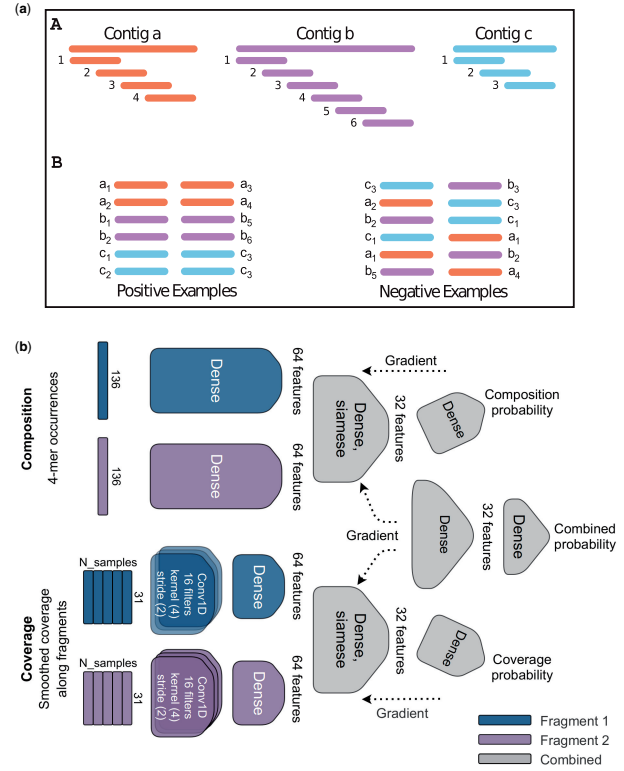 (a)
A
Contig a
Contig b
Contig c
1
2
3
4
1
2
3
4
5
6
1
2
3
B
a1 a3
a2 a4
b1 b5
b2 b6
c1 c3
c2 c3
Positive Examples
c3 b3
a2 c3
b2 c1
c1 a1
a1 b2
b5 a4
Negative Examples
(b)
Composition
4-mer occurrences
136
Dense
64 features
136
Dense
64 features
Dense,
siamese
32 features
Gradient
Dense
Composition
probability
Gradient
Dense
32 features
Dense
Combined
probability
Coverage
Smoothed coverage
along fragments
N_samples
31
Conv1D
16 filters
kernel (4)
stride (2)
Dense
64 features
N_samples
31
Conv1D
16 filters
kernel (4)
stride (2)
Dense
64 features
Dense,
siamese
32 features
Dense
Coverage
probability
Gradient
Fragment 1
Fragment 2
Combined